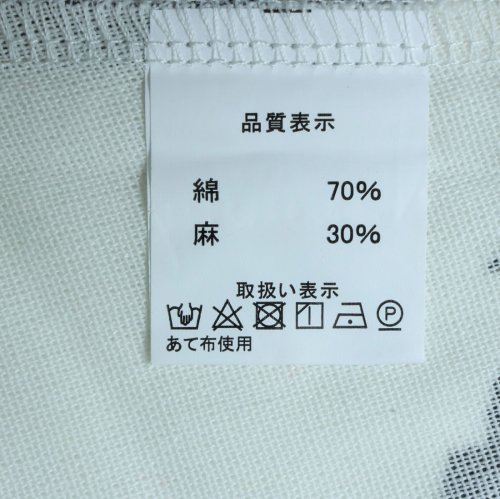 品質表示
綿 70%
麻 30%
取扱い表示
P
あて布使用